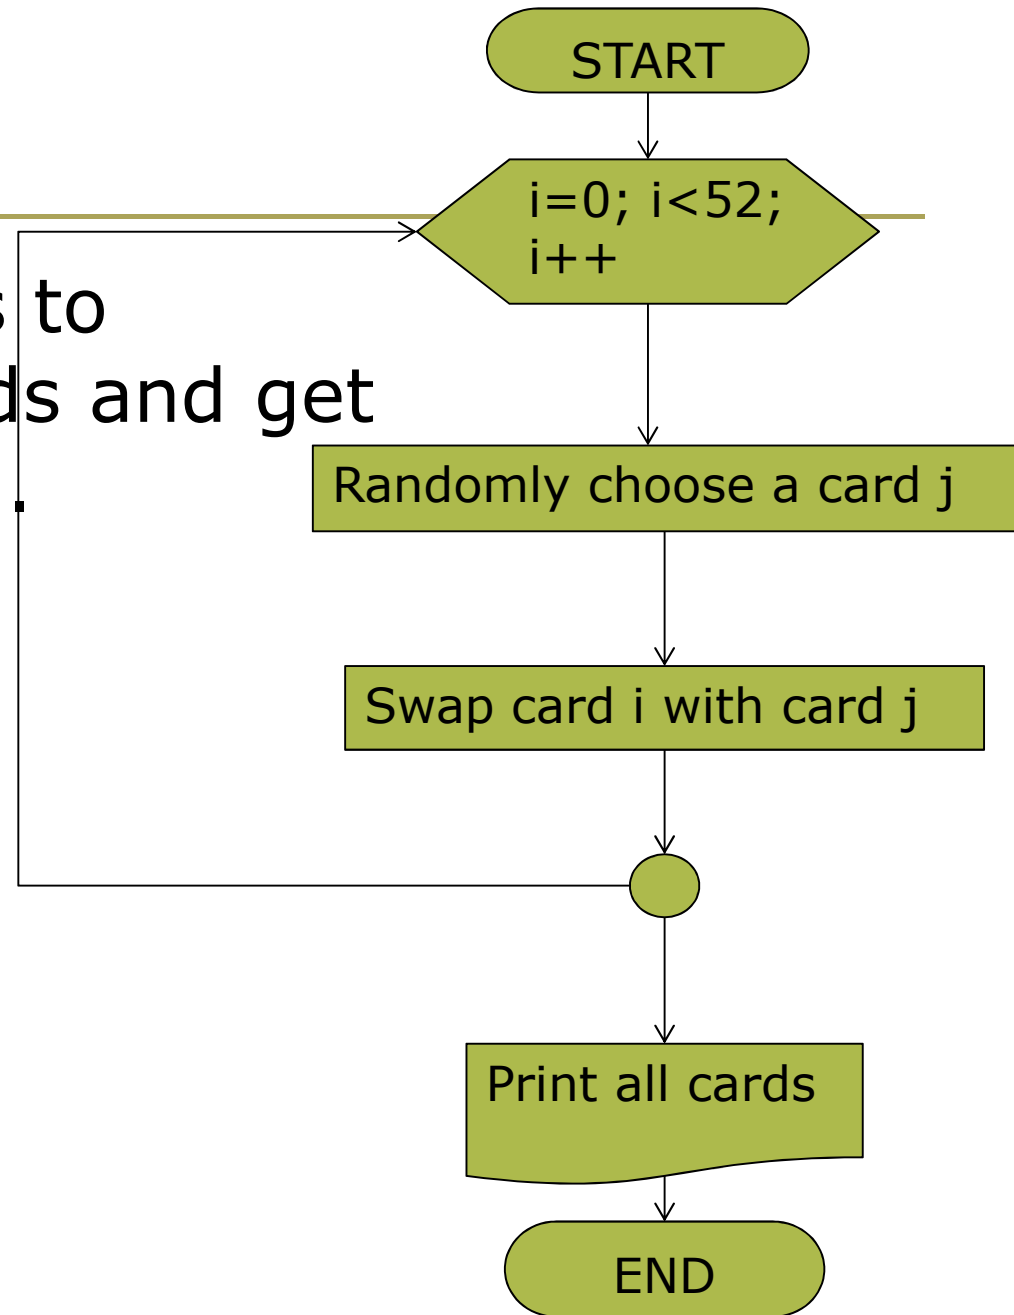 START
i=0; i<52;
i++
s to
ds and get
.
Randomly choose a card j
Swap card i with card j
Print all cards
END